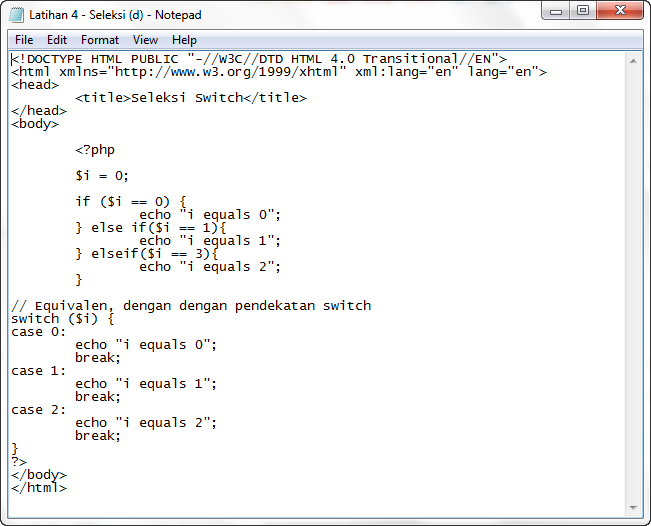 Latihan 4 - Seleksi (d) - Notepad
File Edit Format View Help
<!DOCTYPE HTML PUBLIC "-//W3C//DTD HTML 4.0 Transitional//EN">
<html xmlns="http://www.w3.org/1999/xhtml" xml:lang="en" lang="en">
<head>
<title>Seleksi Switch</title>
</head>
<body>
<?php
$i = 0;
if ($i == 0) {
echo "i equals 0";
} else if($i == 1){
echo "i equals 1";
} elseif($i == 3){
echo "i equals 2";
}
// Equivalen, dengan dengan pendekatan switch
switch ($i) {
case 0:
echo "i equals 0";
break;
case 1:
echo "i equals 1";
break;
case 2:
echo "i equals 2";
break;
}
?>
</body>
</html>